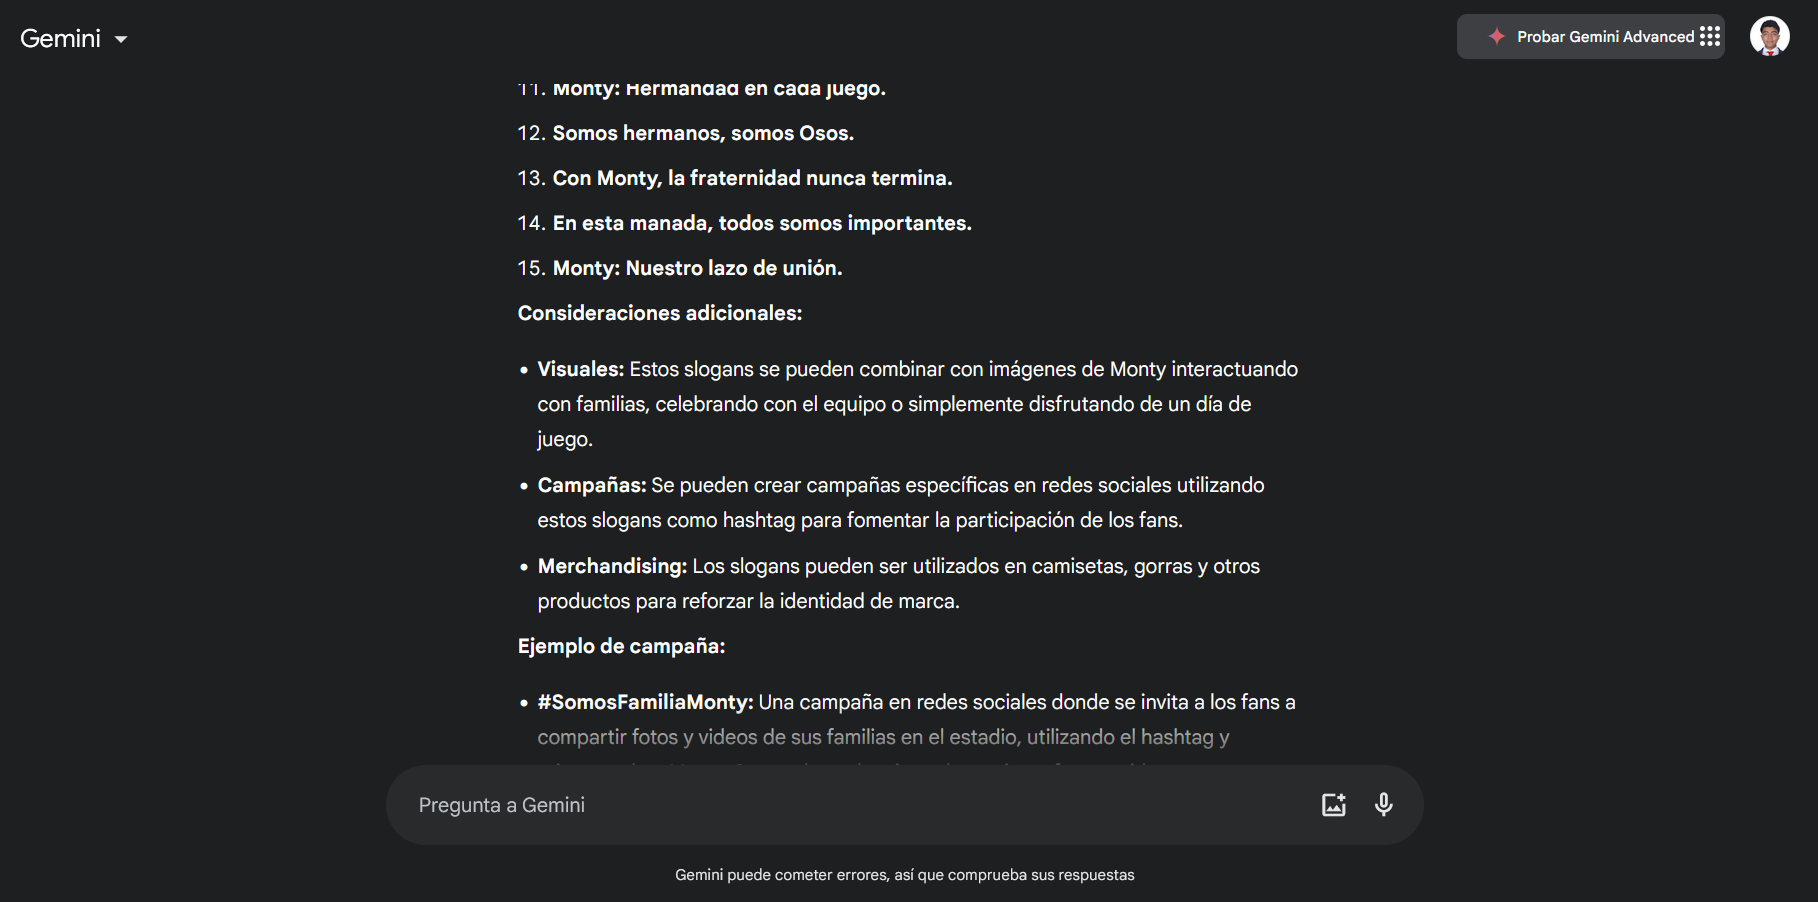 Gemini
Probar Gemini Advanced
11. Monty: Hermandad en cada juego.
12. Somos hermanos, somos Osos.
13. Con Monty, la fraternidad nunca termina.
14. En esta manada, todos somos importantes.
15. Monty: Nuestro lazo de unión.
Consideraciones adicionales:
• Visuales: Estos slogans se pueden combinar con imágenes de Monty interactuando
con familias, celebrando con el equipo o simplemente disfrutando de un día de
juego.
• Campañas: Se pueden crear campañas específicas en redes sociales utilizando
estos slogans como hashtag para fomentar la participación de los fans.
• Merchandising: Los slogans pueden ser utilizados en camisetas, gorras y otros
productos para reforzar la identidad de marca.
Ejemplo de campaña:
• #SomosFamiliaMonty: Una campaña en redes sociales donde se invita a los fans a
compartir fotos y videos de sus familias en el estadio, utilizando el hashtag y
Pregunta a Gemini
Gemini puede cometer errores, así que comprueba sus respuestas